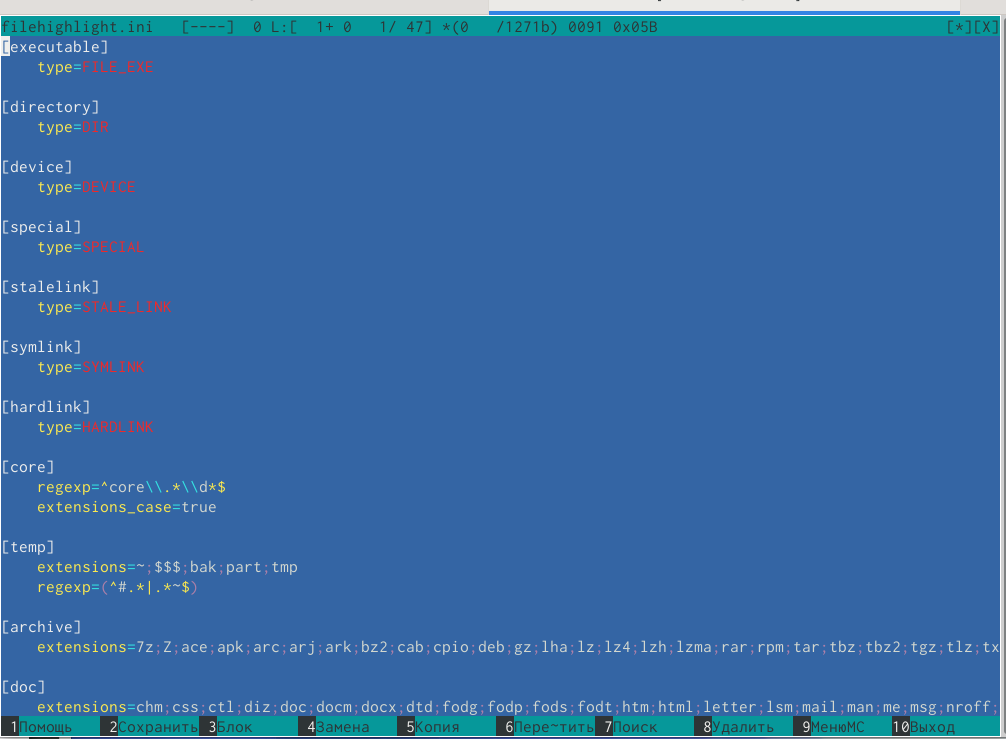 filehighlight.ini   [----]  0 L:[  1+ 0   1/ 47] *(0   /1271b) 0091 0x05B                                [*][X]
[executable]
    type=FILE_EXE
[directory]
    type=DIR
[device]
    type=DEVICE
[special]
    type=SPECIAL
[stalelink]
    type=STALE_LINK
[symlink]
    type=SYMLINK
[hardlink]
    type=HARDLINK
[core]
    regexp=^core\\.*\\d*$
    extensions_case=true
[temp]
    extensions=~;$$$;bak;part;tmp
    regexp=(^#.*|.*~$)
[archive]
    extensions=7z;Z;ace;apk;arc;arj;ark;bz2;cab;cpio;deb;gz;lha;lz;lz4;lzh;lzma;rar;rpm;tar;tbz;tbz2;tgz;tlz;tx
[doc]
    extensions=chm;css;ctl;diz;doc;docm;docx;dtd;fodg;fodp;fods;fodt;htm;html;letter;lsm;mail;man;me;msg;nroff;
1Помощь 2Сохранить 3Блок 4Замена 5Копия 6Пере~тить 7Поиск 8Удалить 9МенюMC 10Выход